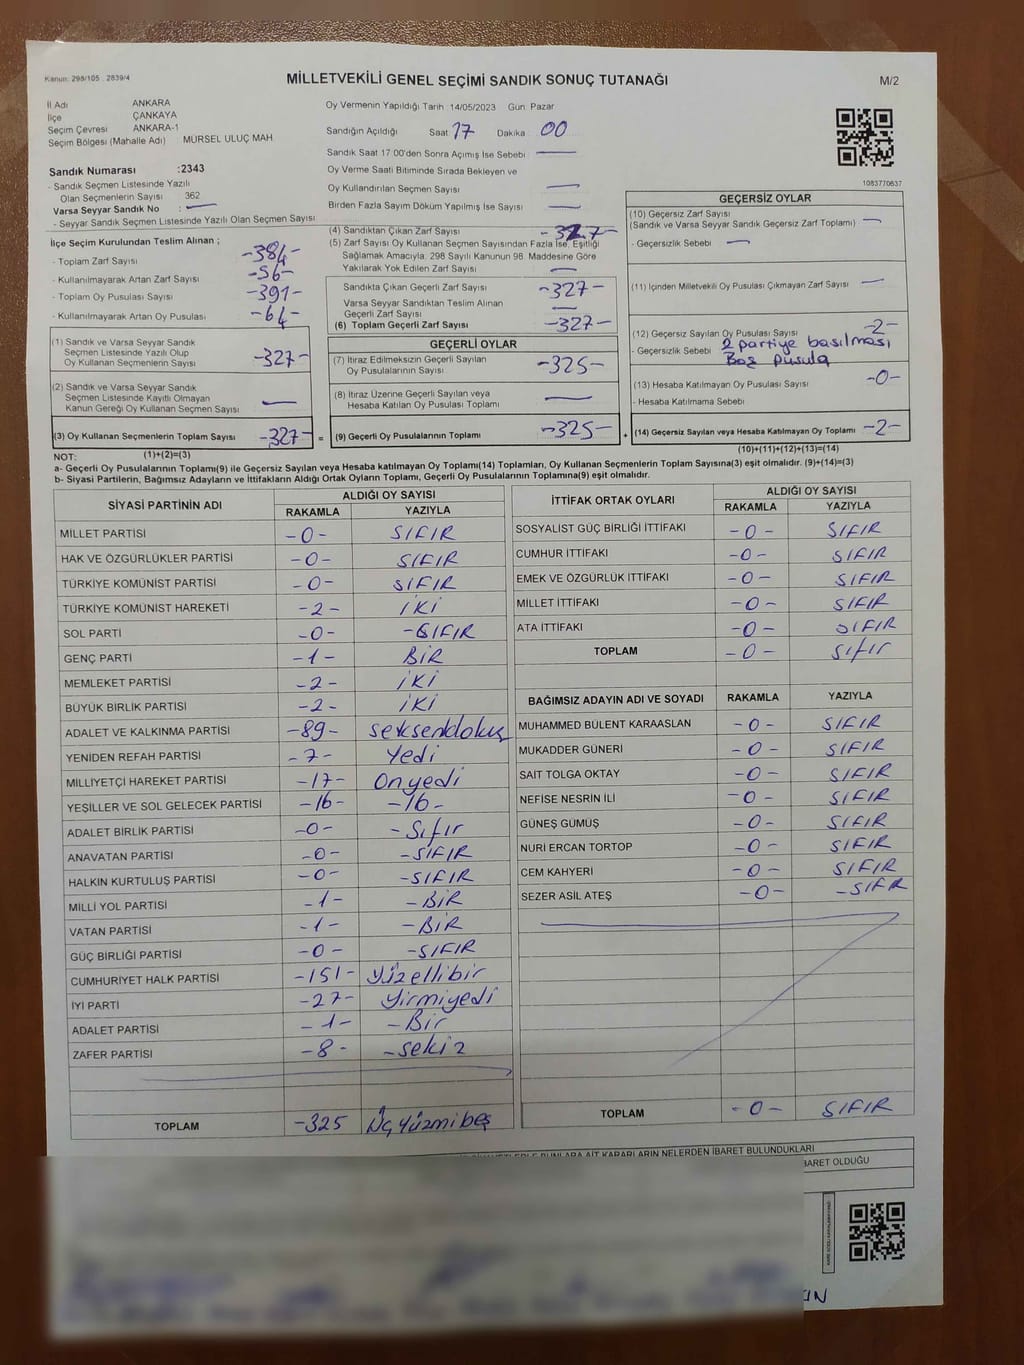 Kanun: 298/105 . 2839/4
MİLLETVEKİLİ GENEL SEÇİMİ SANDIK SONUÇ TUTANAĞI
M/2
İl Adı ANKARA
İlçe ÇANKAYA
Seçim Çevresi ANKARA-1
Seçim Bölgesi (Mahalle Adı) MÜRSEL ULUÇ MAH
Sandık Numarası :2343
- Sandık Seçmen Listesinde Yazılı
Olan Seçmenlerin Sayısı 362
Varsa Seyyar Sandık No :
- Seyyar Sandık Seçmen Listesinde Yazılı Olan Seçmen Sayısı
Oy Vermenin Yapıldığı Tarih 14/05/2023 Gün Pazar
Sandığın Açıldığı Saat 17 Dakika 00
Sandık Saat 17:00'den Sonra Açımış İse Sebebi
Oy Verme Saati Bitiminde Sırada Bekleyen ve
Oy Kullandırılan Seçmen Sayısı
Birden Fazla Sayım Döküm Yapılmış İse Sayısı
1083770637
İlçe Seçim Kurulundan Teslim Alınan ;
- Toplam Zarf Sayısı -384-
- Kullanılmayarak Artan Zarf Sayısı -56-
- Toplam Oy Pusulası Sayısı -391-
- Kullanılmayarak Artan Oy Pusulası -64-
(1) Sandık ve Varsa Seyyar Sandık
Seçmen Listesinde Yazılı Olup
Oy Kullanan Seçmenlerin Sayısı -327-
(2) Sandık ve Varsa Seyyar Sandık
Seçmen Listesinde Kayıtlı Olmayan
Kanun Gereği Oy Kullanan Seçmen Sayısı
(3) Oy Kullanan Seçmenlerin Toplam Sayısı -327- =
(4) Sandıktan Çıkan Zarf Sayısı -327-
(5) Zarf Sayısı Oy Kullanan Seçmen Sayısından Fazla İse, Eşitliği
Sağlamak Amacıyla; 298 Sayılı Kanunun 98. Maddesine Göre
Yakılarak Yok Edilen Zarf Sayısı
Sandıkta Çıkan Geçerli Zarf Sayısı -327-
Varsa Seyyar Sandıktan Teslim Alınan
Geçerli Zarf Sayısı
(6) Toplam Geçerli Zarf Sayısı -327-
GEÇERLİ OYLAR
(7) İtiraz Edilmeksizin Geçerli Sayılan
Oy Pusulalarının Sayısı -325-
(8) İtiraz Üzerine Geçerli Sayılan veya
Hesaba Katılan Oy Pusulası Toplamı
(9) Geçerli Oy Pusulalarının Toplamı -325- +
GEÇERSİZ OYLAR
(10) Geçersiz Zarf Sayısı
(Sandık ve Varsa Seyyar Sandık Geçersiz Zarf Toplamı)
- Geçersizlik Sebebi
(11) İçinden Milletvekili Oy Pusulası Çıkmayan Zarf Sayısı
(12) Geçersiz Sayılan Oy Pusulası Sayısı -2-
- Geçersizlik Sebebi 2 partiye basılması
Boş pusula
(13) Hesaba Katılmayan Oy Pusulası Sayısı -0-
- Hesaba Katılmama Sebebi
(14) Geçersiz Sayılan veya Hesaba Katılmayan Oy Toplamı -2-
(1)+(2)=(3)
(10)+(11)+(12)+(13)=(14)
NOT:
a- Geçerli Oy Pusulalarının Toplamı(9) ile Geçersiz Sayılan veya Hesaba katılmayan Oy Toplamı(14) Toplamları, Oy Kullanan Seçmenlerin Toplam Sayısına(3) eşit olmalıdır. (9)+(14)=(3)
b- Siyasi Partilerin, Bağımsız Adayların ve İttifakların Aldığı Oyların Toplamı, Geçerli Oy Pusulalarının Toplamına(9) eşit olmalıdır.
SİYASİ PARTİNİN ADI ALDIĞI OY SAYISI
RAKAMLA YAZIYLA
MİLLET PARTİSİ -0- SIFIR
HAK VE ÖZGÜRLÜKLER PARTİSİ -0- SIFIR
TÜRKİYE KOMÜNİST PARTİSİ -0- SIFIR
TÜRKİYE KOMÜNİST HAREKETİ -2- İKİ
SOL PARTİ -0- -SIFIR
GENÇ PARTİ -1- BİR
MEMLEKET PARTİSİ -2- İKİ
BÜYÜK BİRLİK PARTİSİ -2- İKİ
ADALET VE KALKINMA PARTİSİ -89- seksendokuz
YENİDEN REFAH PARTİSİ -7- Yedi
MİLLİYETÇİ HAREKET PARTİSİ -17- Onyedi
YEŞİLLER VE SOL GELECEK PARTİSİ -16- -16-
ADALET BİRLİK PARTİSİ -0- -Sıfır
ANAVATAN PARTİSİ -0- -SIFIR
HALKIN KURTULUŞ PARTİSİ -0- -SIFIR
MİLLİ YOL PARTİSİ -1- -BİR
VATAN PARTİSİ -1- -BİR
GÜÇ BİRLİĞİ PARTİSİ -0- -SIFIR
CUMHURİYET HALK PARTİSİ -151- Yüzellibir
İYİ PARTİ -27- Yirmiyedi
ADALET PARTİSİ -1- -Bir
ZAFER PARTİSİ -8- -sekiz
TOPLAM -325 Üçyüzmibeş
İTTİFAK ORTAK OYLARI ALDIĞI OY SAYISI
RAKAMLA YAZIYLA
SOSYALIST GÜÇ BİRLİĞİ İTTİFAKI -0- SIFIR
CUMHUR İTTİFAKI -0- SIFIR
EMEK VE ÖZGÜRLÜK İTTİFAKI -0- SIFIR
MİLLET İTTİFAKI -0- SIFIR
ATA İTTİFAKI -0- SIFIR
TOPLAM -0- Sıfır
BAĞIMSIZ ADAYIN ADI VE SOYADI RAKAMLA YAZIYLA
MUHAMMED BÜLENT KARAASLAN -0- SIFIR
MUKADDER GÜNERİ -0- SIFIR
SAİT TOLGA OKTAY -0- SIFIR
NEFİSE NESRİN İLİ -0- SIFIR
GÜNEŞ GÜMÜŞ -0- SIFIR
NURİ ERCAN TORTOP -0- SIFIR
CEM KAHYERİ -0- SIFIR
SEZER ASİL ATEŞ -0- -SIFR
TOPLAM -0- SIFIR
BUNLARA AİT KARARLARIN NELERDEN İBARET BULUNDUKLARI
BARET OLDUĞU